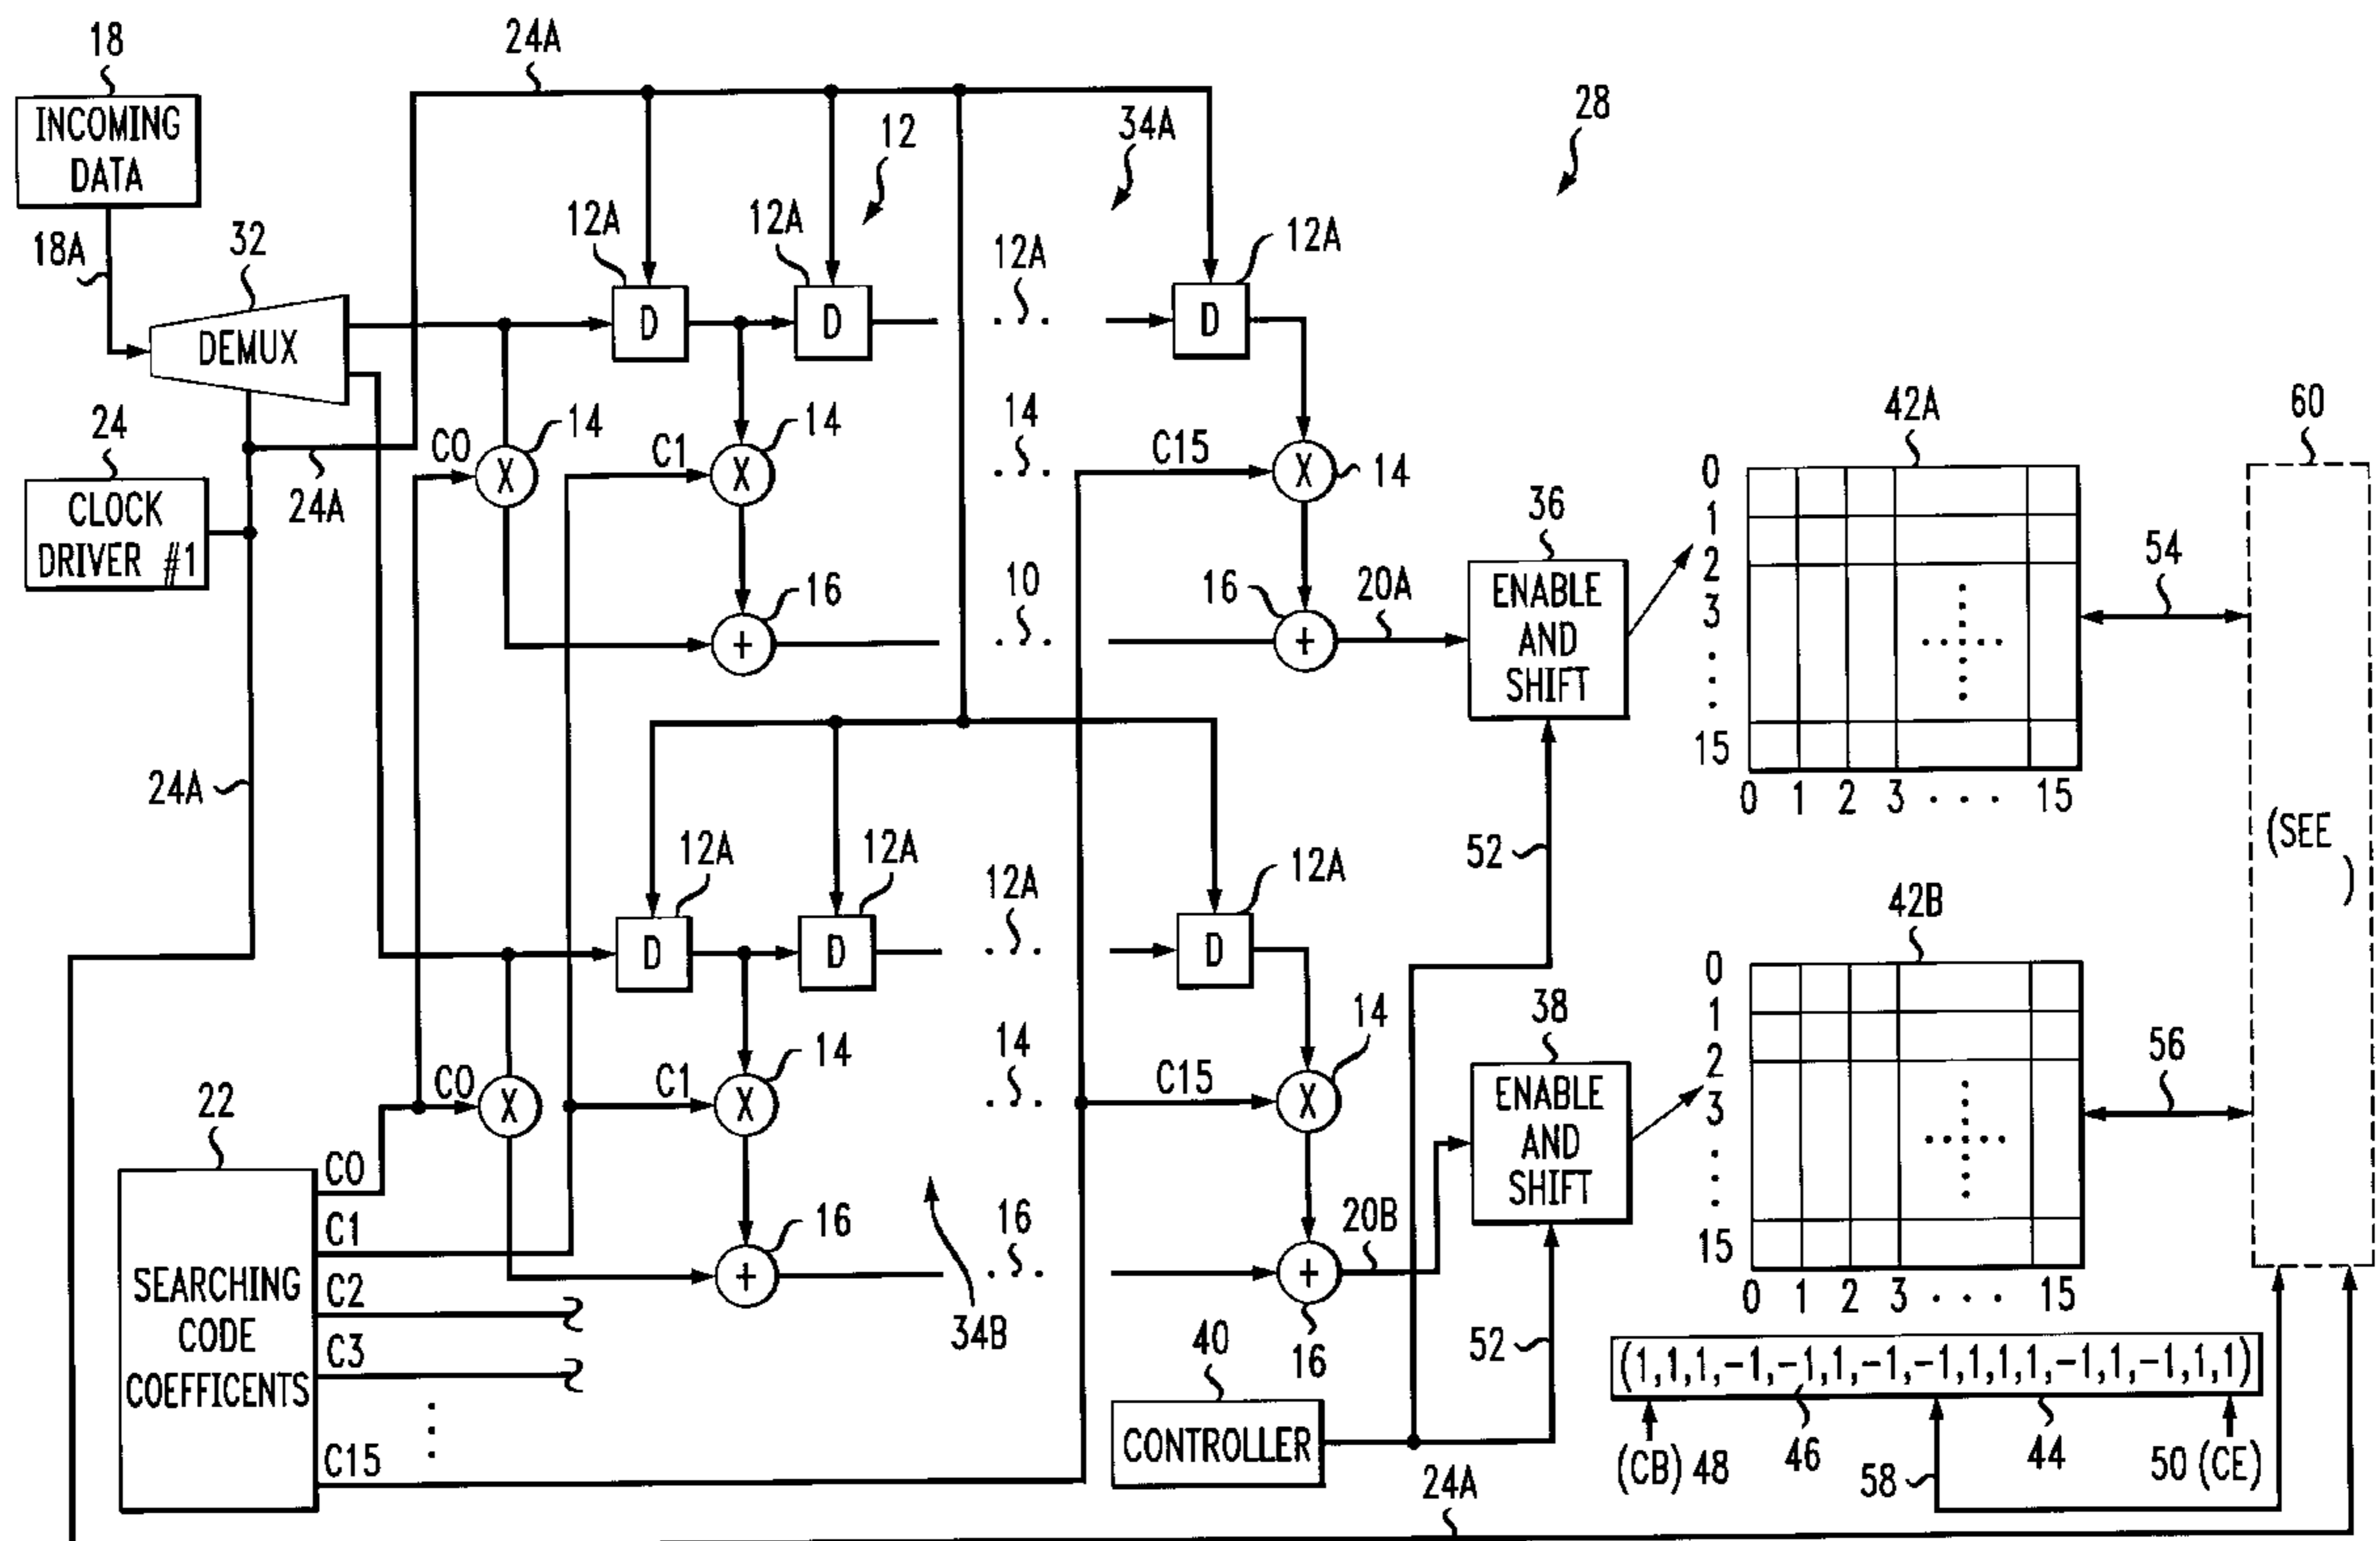 18
24A
28
INCOMING
DATA
12
34A
18A
32
12A
12A
12A
12A
DEMUX
D
D
. .
D
24
C0
14
C1
14
14
. .
C15
14
X
X
X
24A
CLOCK
DRIVER #1
16
10
. .
16
20A
+
+
36
ENABLE
AND
SHIFT
42A
0
1
2
3
.
.
.
15
0 1 2 3 . . . 15
54
60
(SEE
)
24A
12A
12A
12A
12A
D
D
. .
D
52
38
ENABLE
AND
SHIFT
42B
0
1
2
3
.
.
.
15
0 1 2 3 . . . 15
56
C0
X
C1
X
14
14
. .
C15
X
14
22
SEARCHING
CODE
COEFFICENTS
C0
C1
C2
C3
.
.
.
C15
+
16
16
. .
+
16
20B
34B
40
CONTROLLER
52
(1,1,1,-1,-1,1,-1,-1,1,1,1,-1,1,-1,1,1)
(CB) 48
46
58
44
50 (CE)
24A